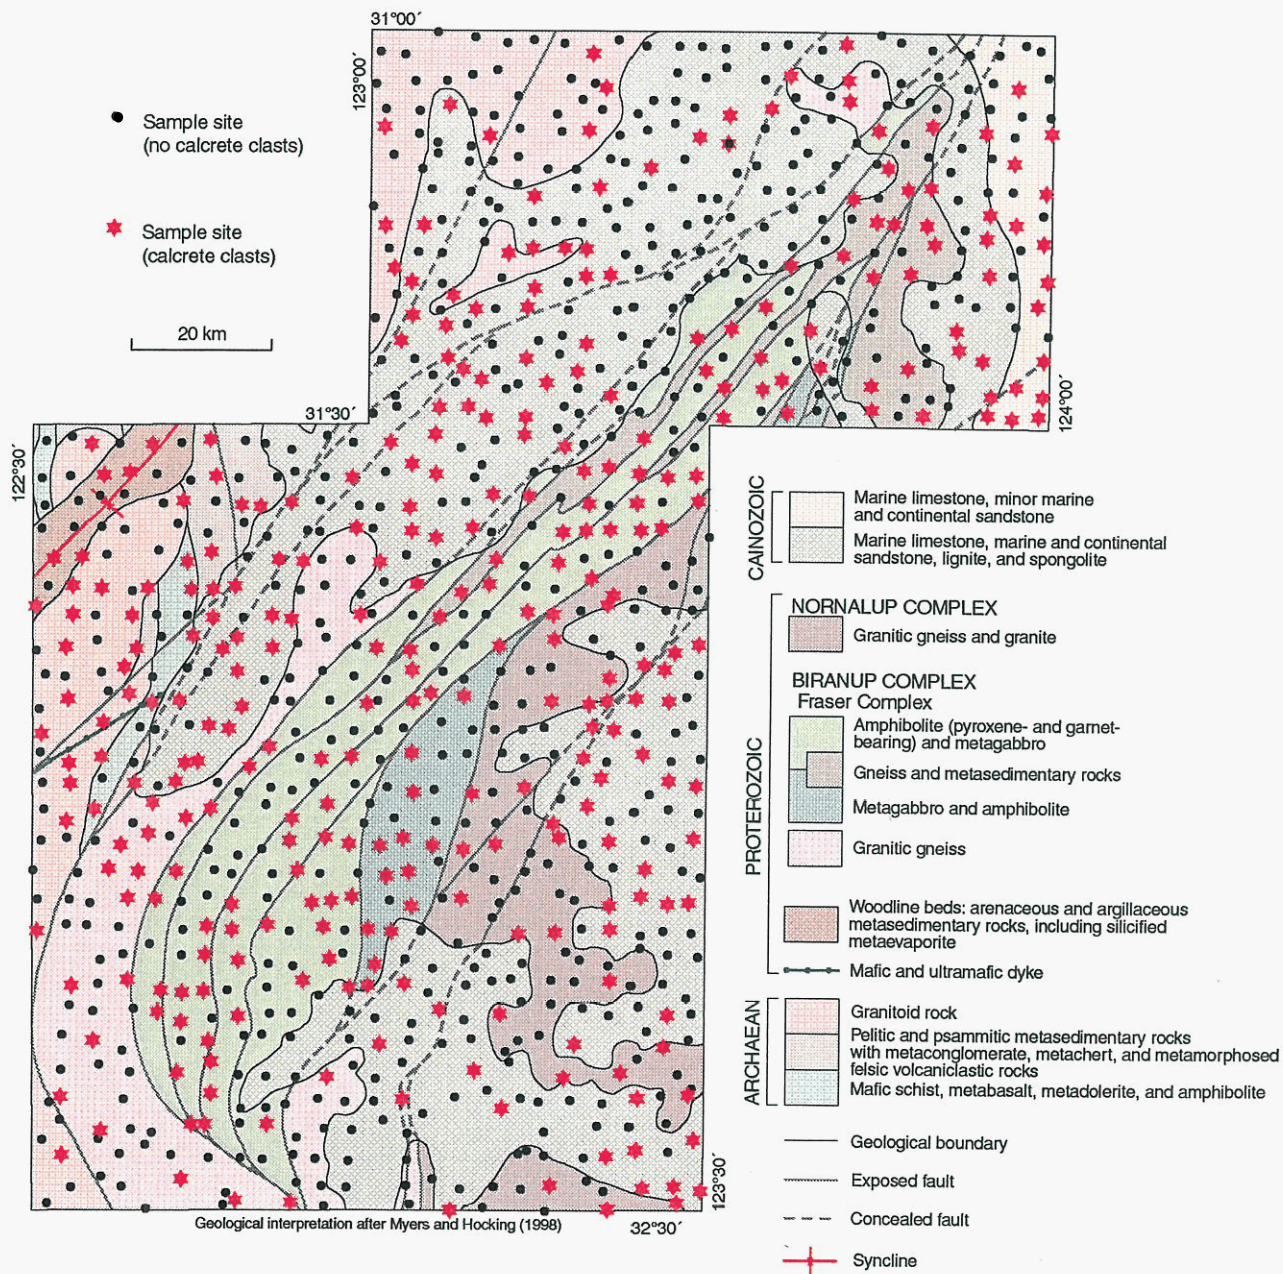 31°00´
123°00´
Sample site
(no calcrete clasts)
Sample site
(calcrete clasts)
20 km
31°30´
122°30´
124°00´
CAINOZOIC
Marine limestone, minor marine
and continental sandstone
Marine limestone, marine and continental
sandstone, lignite, and spongolite
PROTEROZOIC
NORNALUP COMPLEX
Granitic gneiss and granite
BIRANUP COMPLEX
Fraser Complex
Amphibolite (pyroxene- and garnet-
bearing) and metagabbro
Gneiss and metasedimentary rocks
Metagabbro and amphibolite
Granitic gneiss
Woodline beds: arenaceous and argillaceous
metasedimentary rocks, including silicified
metaevaporite
Mafic and ultramafic dyke
ARCHAEAN
Granitoid rock
Pelitic and psammitic metasedimentary rocks
with metaconglomerate, metachert, and metamorphosed
felsic volcaniclastic rocks
Mafic schist, metabasalt, metadolerite, and amphibolite
Geological boundary
Exposed fault
Concealed fault
Syncline
123°30´
32°30´
Geological interpretation after Myers and Hocking (1998)